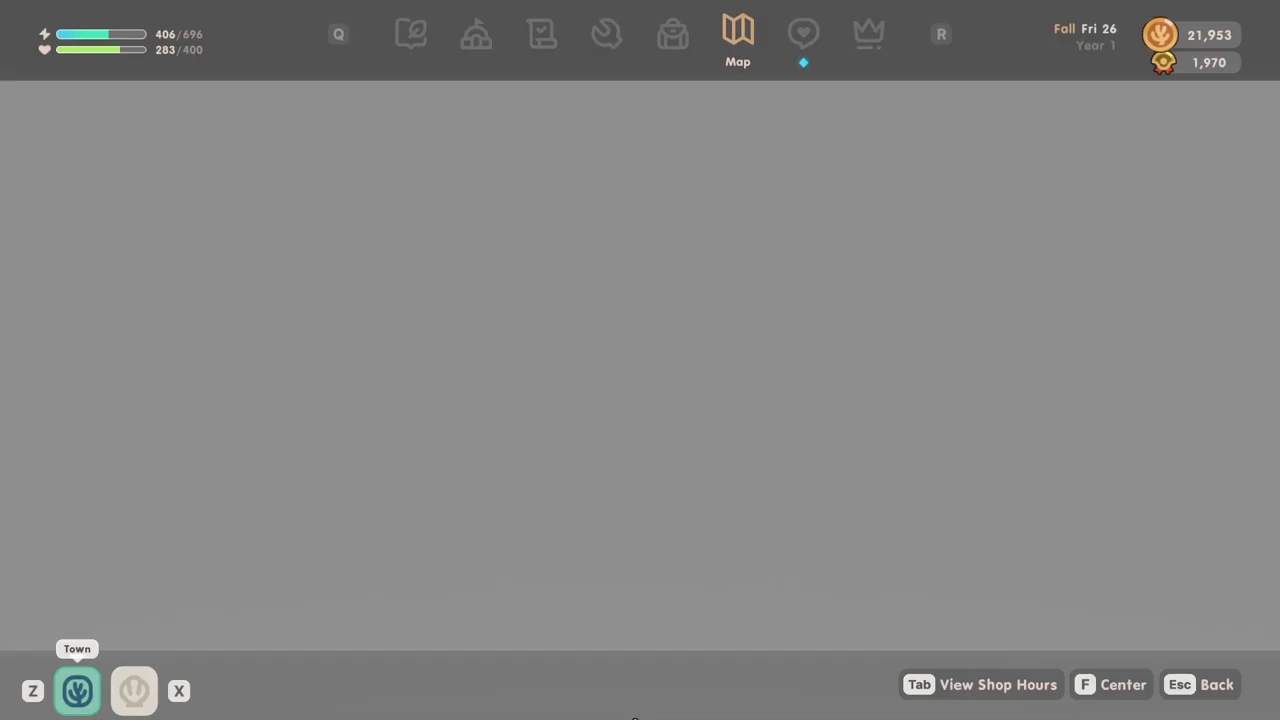 406/696
283/400
Q
Map
R
Fall Fri 26
Year 1
21,953
1,970
Town
Z
X
Tab View Shop Hours
F Center
Esc Back